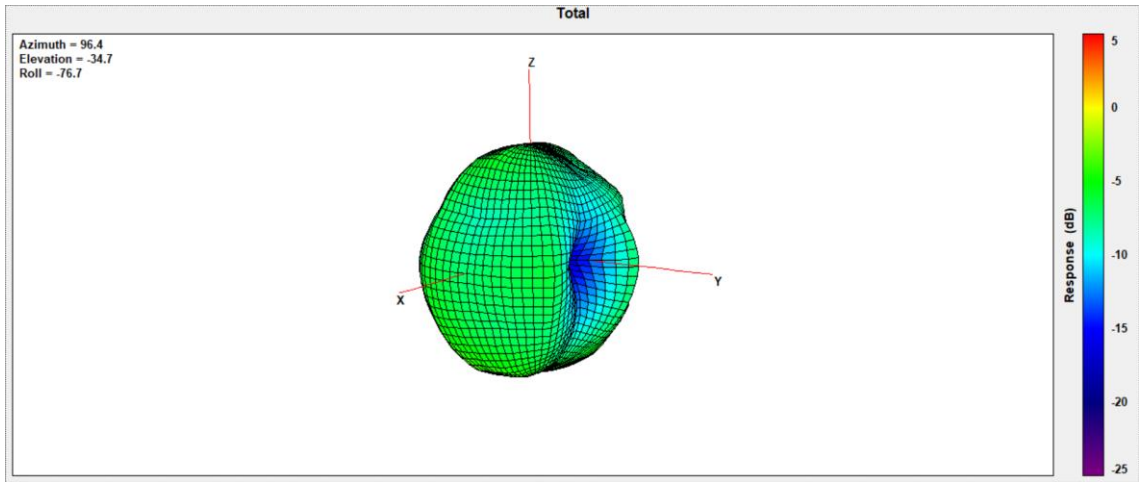 Total
Azimuth = 96.4
Elevation = -34.7
Roll = -76.7
Z
X
Y
5
0
-5
-10
-15
-20
-25
Response (dB)